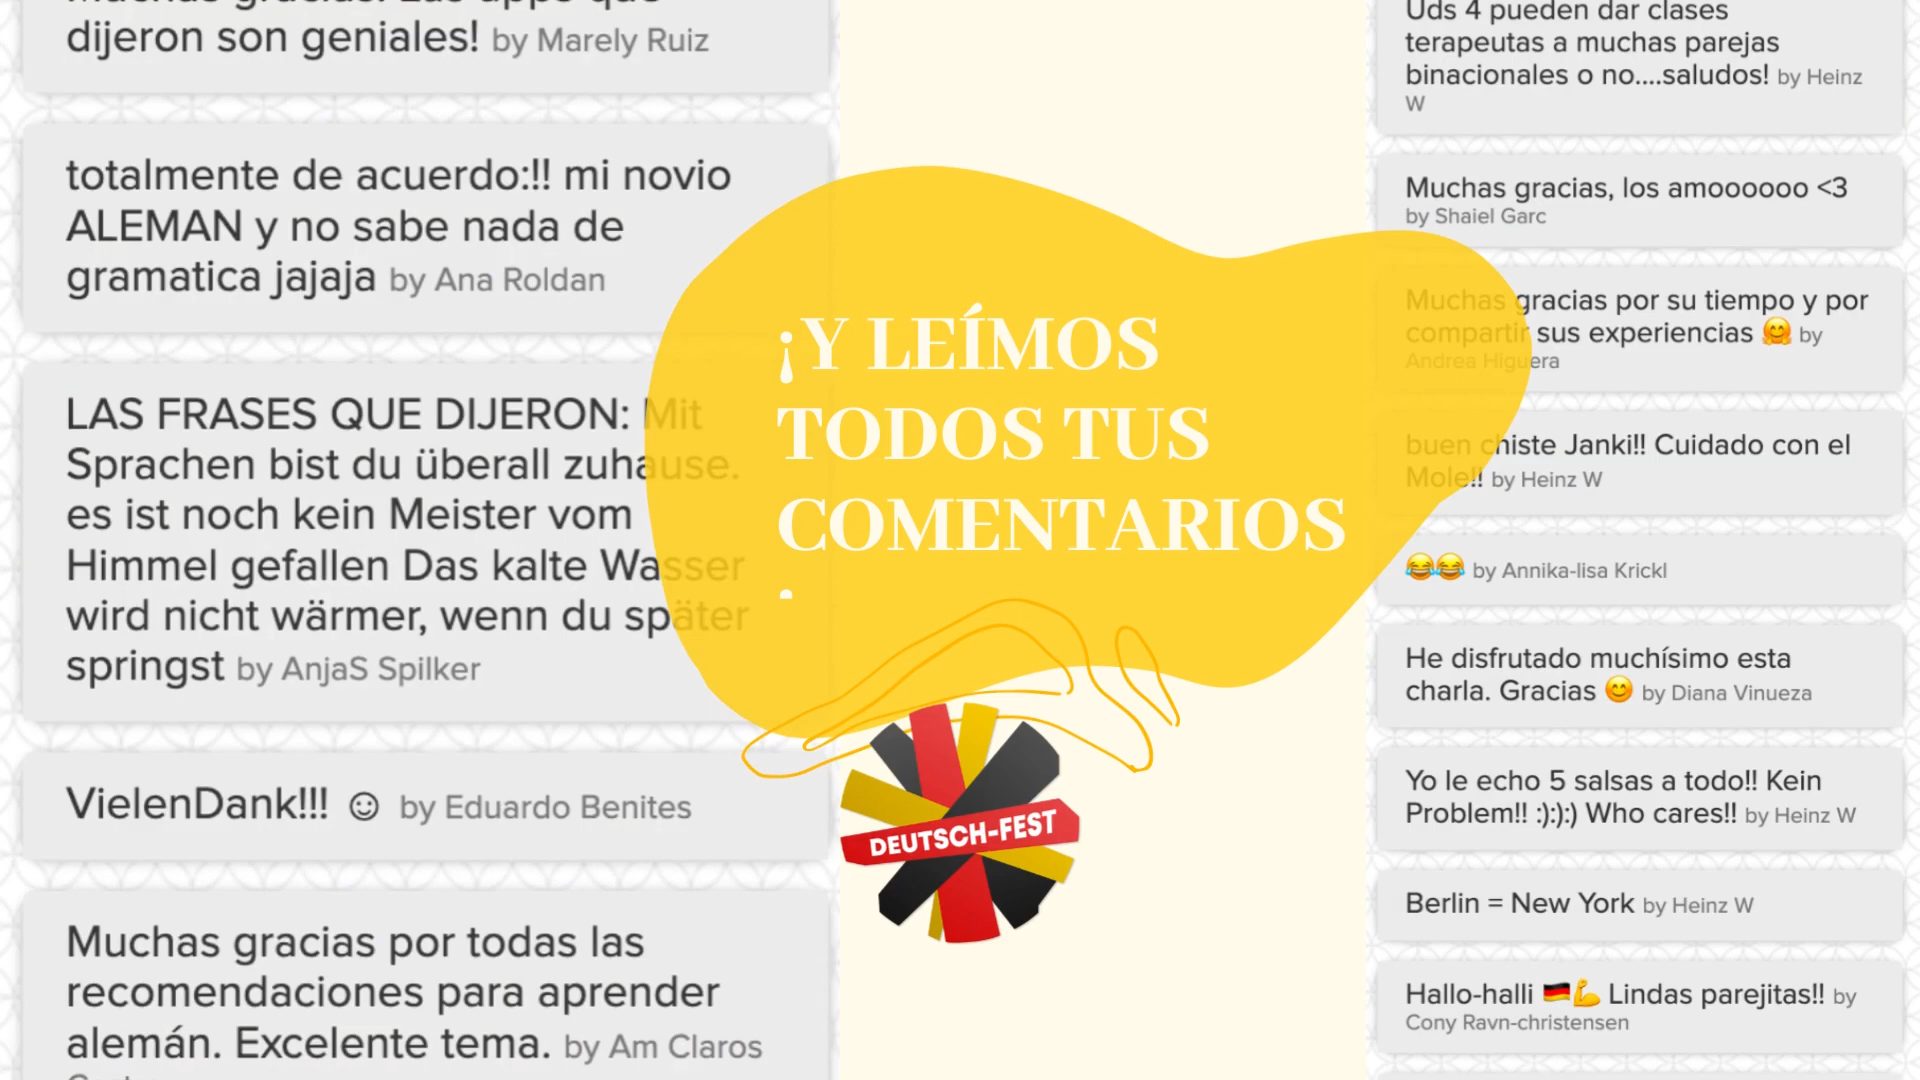 dijeron son geniales! by Marely Ruiz
totalmente de acuerdo:!! mi novio
ALEMAN y no sabe nada de
gramatica jajaja by Ana Roldan
LAS FRASES QUE DIJERON: Mit
Sprachen bist du überall zuhause.
es ist noch kein Meister vom
Himmel gefallen Das kalte Wasser
wird nicht wärmer, wenn du später
springst by AnjaS Spilker
VielenDank!!! ☺ by Eduardo Benites
Muchas gracias por todas las
recomendaciones para aprender
alemán. Excelente tema. by Am Claros
¡Y LEÍMOS
TODOS TUS
COMENTARIOS
.
DEUTSCH-FEST
Uds 4 pueden dar clases
terapeutas a muchas parejas
binacionales o no....saludos! by Heinz
W
Muchas gracias, los amoooooo <3
by Shaiel Garc
Muchas gracias por su tiempo y por
compartir sus experiencias 🤗 by
Andrea Higuera
buen chiste Janki!! Cuidado con el
Mole!! by Heinz W
😂😂 by Annika-lisa Krickl
He disfrutado muchísimo esta
charla. Gracias 😊 by Diana Vinueza
Yo le echo 5 salsas a todo!! Kein
Problem!! :):):) Who cares!! by Heinz W
Berlin = New York by Heinz W
Hallo-halli 🇩🇪💪 Lindas parejitas!! by
Cony Ravn-christensen